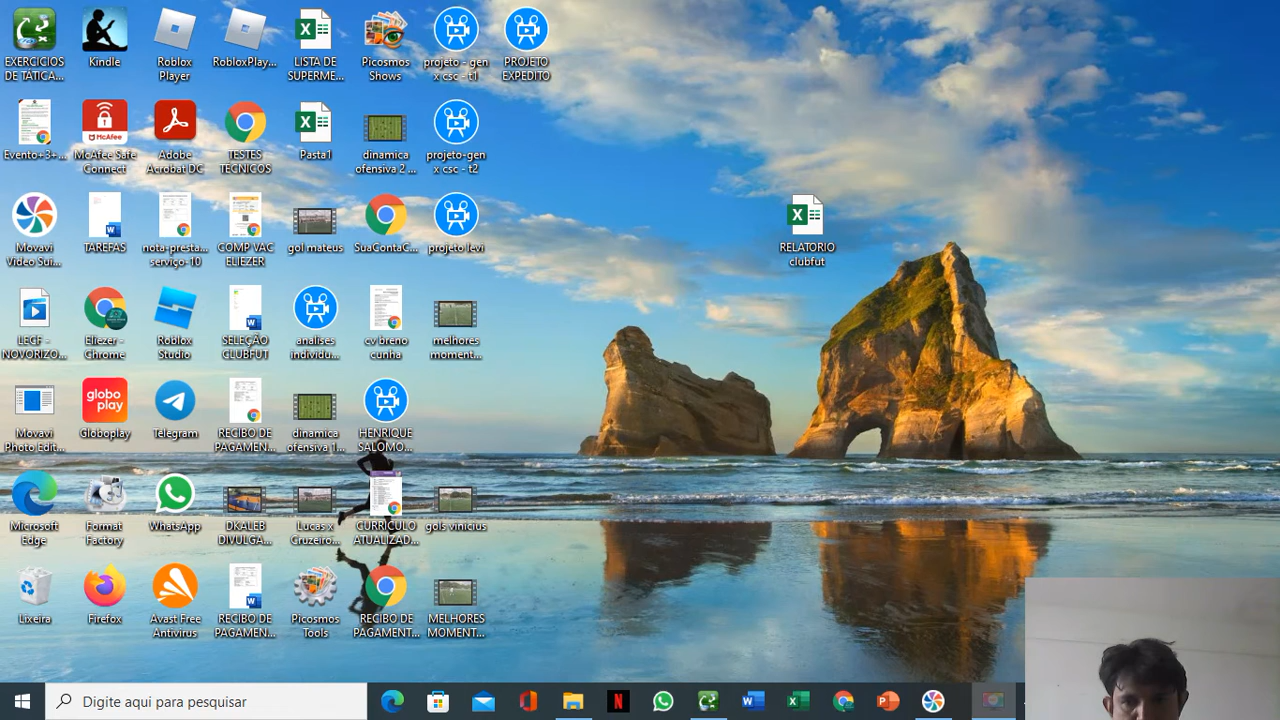 EXERCICIOS
DE TÁTICA...
Kindle
Roblox
Player
RobloxPlay...
LISTA DE
SUPERME...
Picosmos
Shows
projeto - gen
x csc - t1
PROJETO
EXPEDITO
Evento+3+...
McAfee
McAfee Safe
Connect
Adobe
Acrobat DC
TESTES
TECNICOS
Pasta1
dinamica
ofensiva 2 ...
projeto-gen
x csc - t2
Movavi
Video Sui...
TAREFAS
nota-presta...
serviço-10
COMP VAC
ELIEZER
gol mateus
SuaContaC...
projeto levi
RELATORIO
clubfut
LECF -
NOVORIZO...
Eliezer -
Chrome
Roblox
Studio
SELEÇÃO
CLUBFUT
analises
individu...
cv breno
cunha
melhores
moment...
Movavi
Photo Edit...
globo
play
Globoplay
Telegram
RECIBO DE
PAGAMEN...
dinamica
ofensiva 1...
HENRIQUE
SALOMO...
Microsoft
Edge
Format
Factory
WhatsApp
DKALEB
DIVULGA...
Lucas x
Cruzeiro...
CURRICULO
ATUALIZAD...
gols vinicius
Lixeira
Firefox
Avast Free
Antivirus
RECIBO DE
PAGAMEN...
Picosmos
Tools
RECIBO DE
PAGAMENT...
MELHORES
MOMENT...
Digite aqui para pesquisar